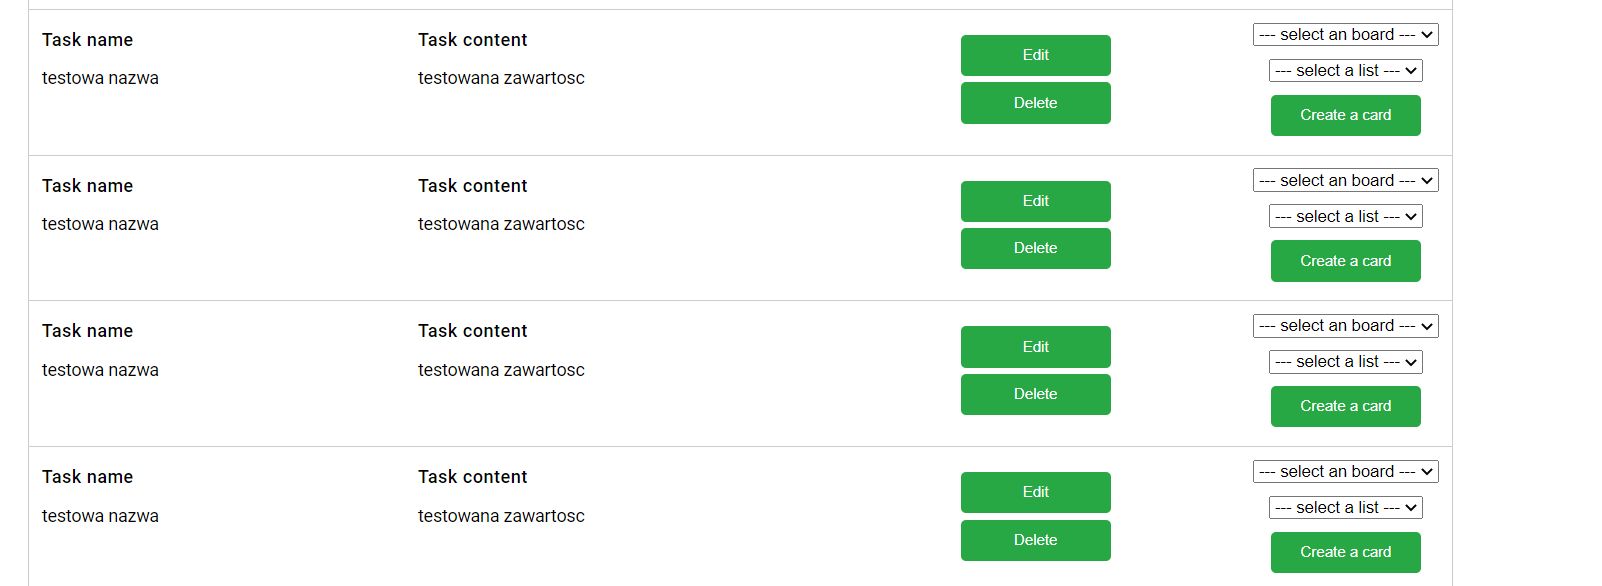 Task name
Task content
testowa nazwa
testowana zawartosc
Edit
Delete
--- select an board ---
--- select a list ---
Create a card
Task name
Task content
testowa nazwa
testowana zawartosc
Edit
Delete
--- select an board ---
--- select a list ---
Create a card
Task name
Task content
testowa nazwa
testowana zawartosc
Edit
Delete
--- select an board ---
--- select a list ---
Create a card
Task name
Task content
testowa nazwa
testowana zawartosc
Edit
Delete
--- select an board ---
--- select a list ---
Create a card